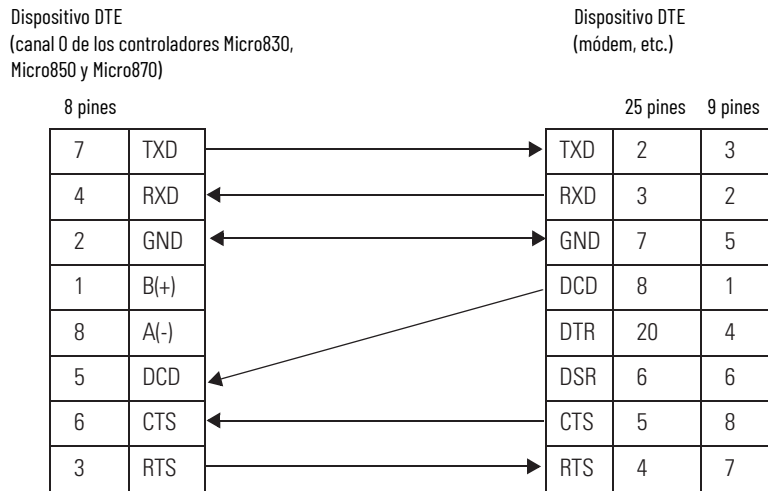 Dispositivo DTE
(canal 0 de los controladores Micro830,
Micro850 y Micro870)
Dispositivo DTE
(módem, etc.)
8 pines
25 pines 9 pines
7 TXD TXD 2 3
4 RXD RXD 3 2
2 GND GND 7 5
1 B(+) DCD 8 1
8 A(-) DTR 20 4
5 DCD DSR 6 6
6 CTS CTS 5 8
3 RTS RTS 4 7